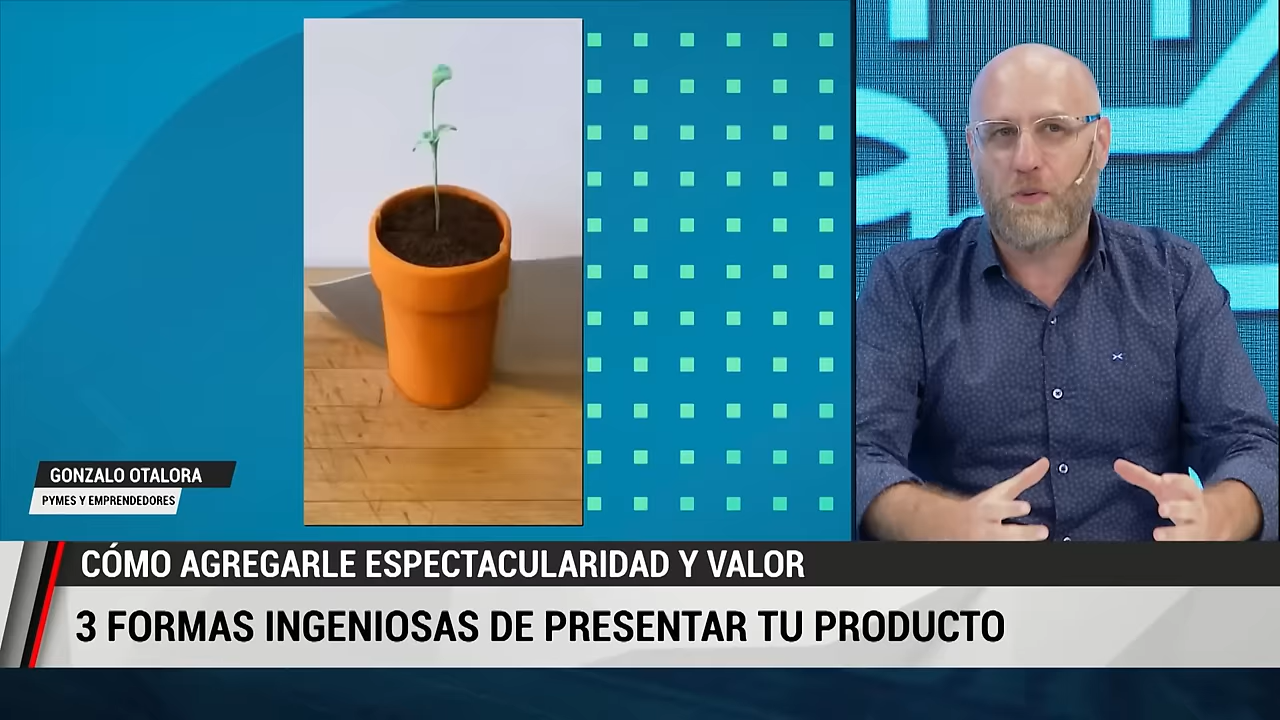 GONZALO OTALORA
PYMES Y EMPRENDEDORES
CÓMO AGREGARLE ESPECTACULARIDAD Y VALOR
3 FORMAS INGENIOSAS DE PRESENTAR TU PRODUCTO